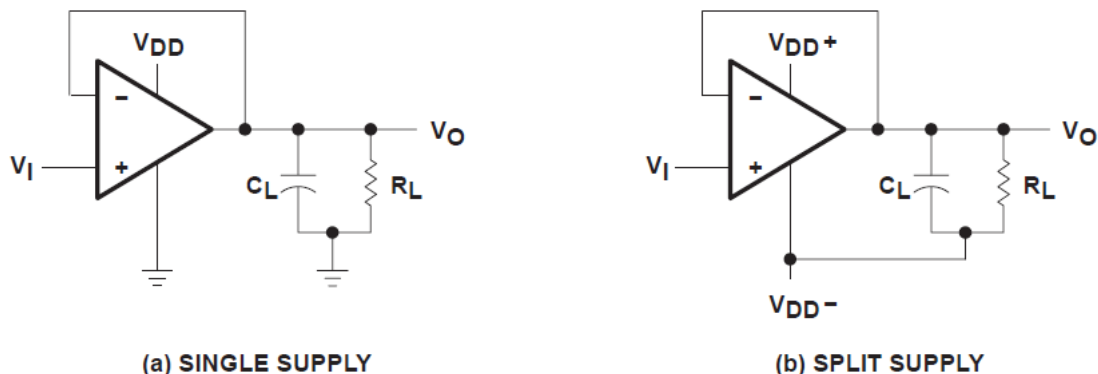 VDD
−
+
VI
VO
CL
RL
(a) SINGLE SUPPLY
VDD+
−
+
VI
VO
CL
RL
VDD−
(b) SPLIT SUPPLY